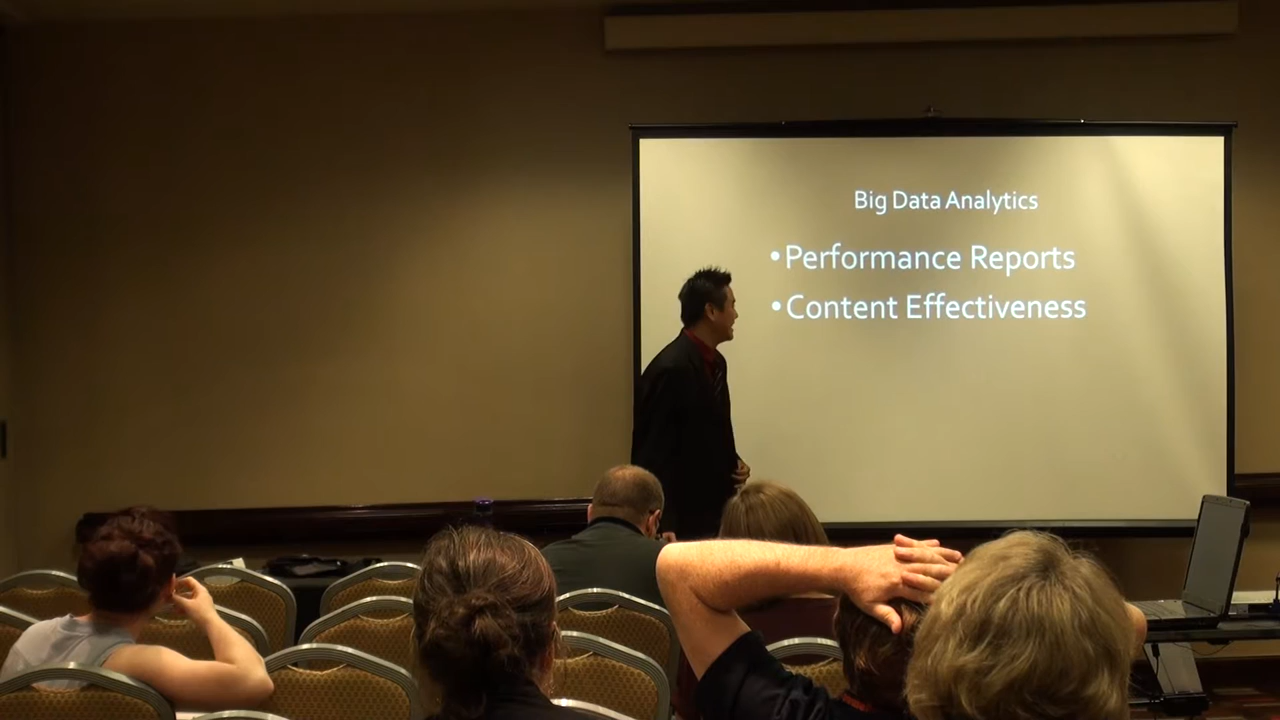 Big Data Analytics
•Performance Reports
•Content Effectiveness